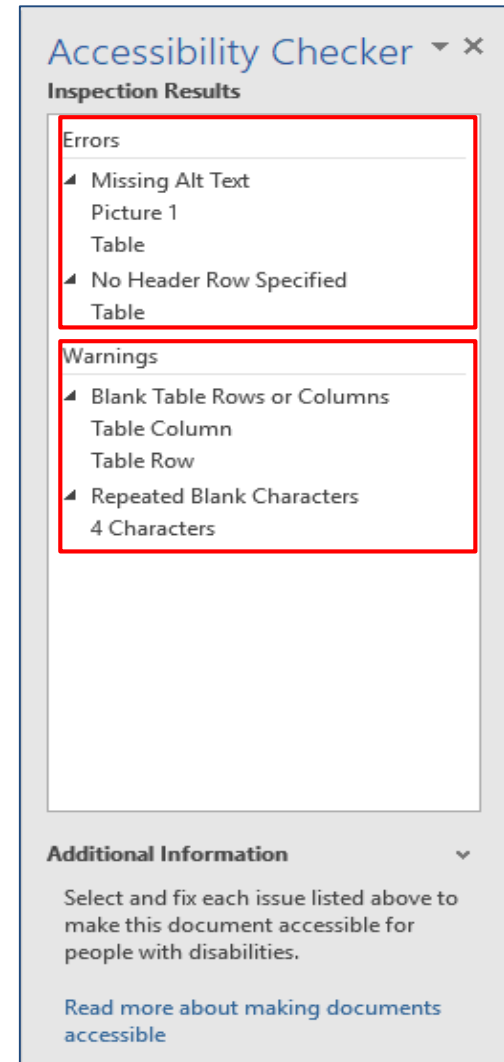 Accessibility Checker
Inspection Results
Errors
Missing Alt Text
Picture 1
Table
No Header Row Specified
Table
Warnings
Blank Table Rows or Columns
Table Column
Table Row
Repeated Blank Characters
4 Characters
Additional Information
Select and fix each issue listed above to
make this document accessible for
people with disabilities.
Read more about making documents
accessible